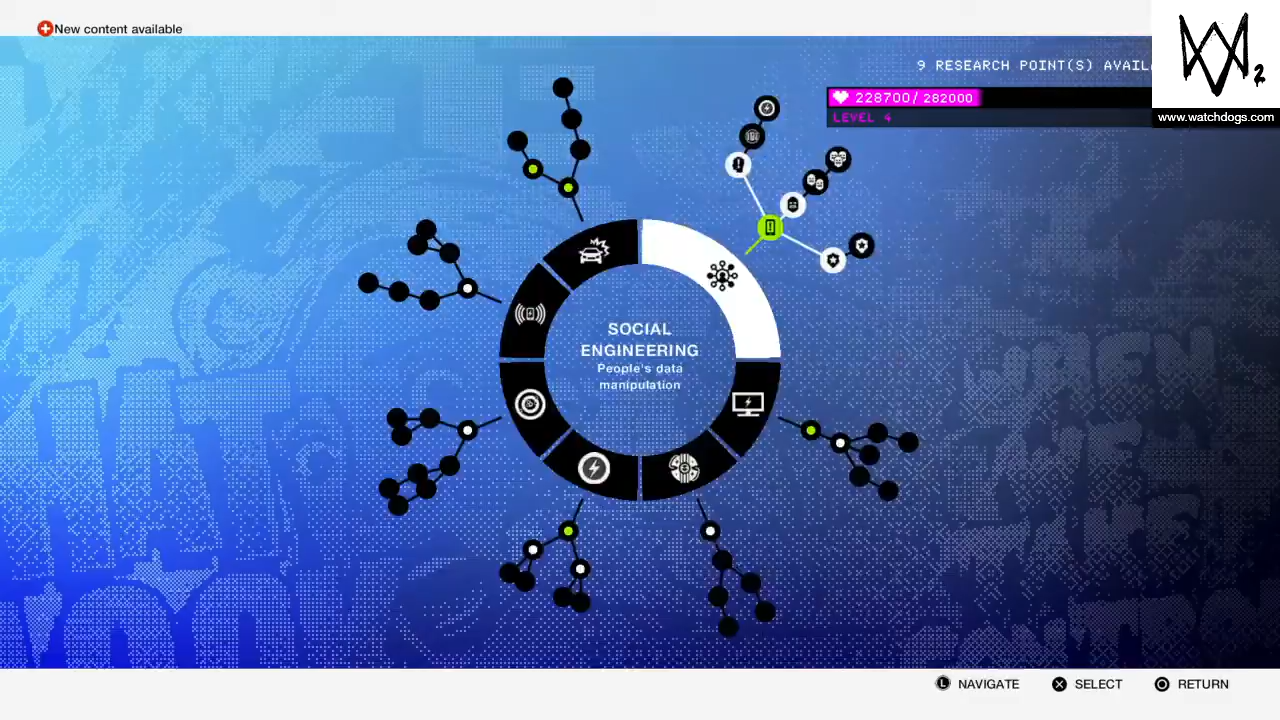 New content available
9 RESEARCH POINT(S)
228700/282000
LEVEL 4
2
www.watchdogs.com
SOCIAL
ENGINEERING
People's data
manipulation
L NAVIGATE SELECT RETURN